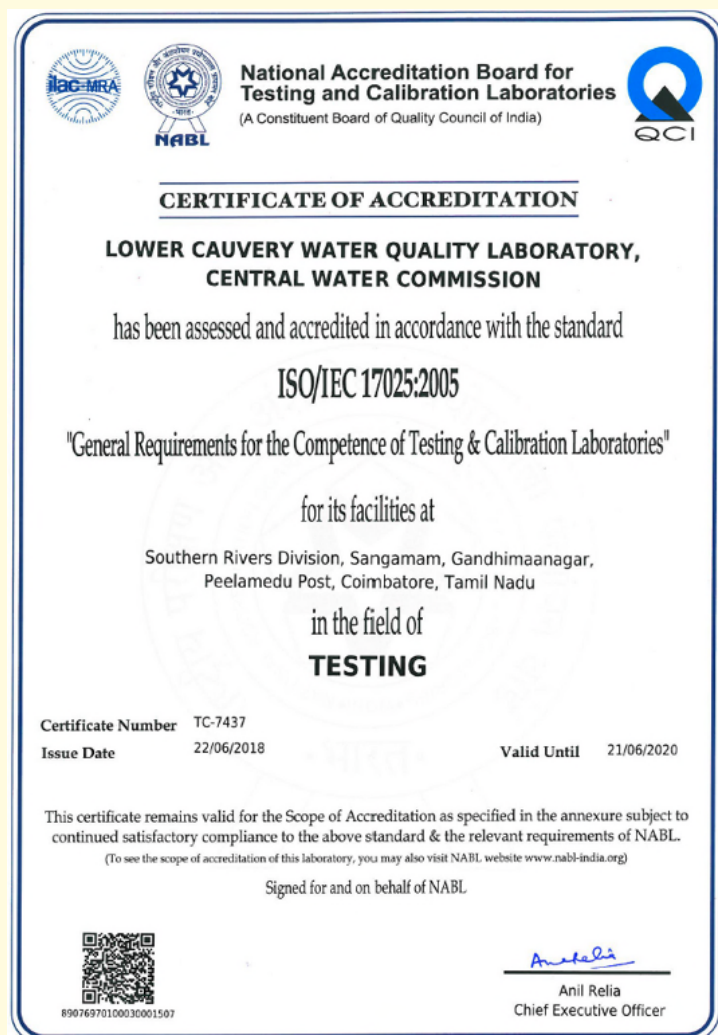 ilac-MRA
NABL
National Accreditation Board for
Testing and Calibration Laboratories
(A Constituent Board of Quality Council of India)
QCI
CERTIFICATE OF ACCREDITATION
LOWER CAUVERY WATER QUALITY LABORATORY,
CENTRAL WATER COMMISSION
has been assessed and accredited in accordance with the standard
ISO/IEC 17025:2005
"General Requirements for the Competence of Testing & Calibration Laboratories"
for its facilities at
Southern Rivers Division, Sangamam, Gandhimaanagar,
Peelamedu Post, Coimbatore, Tamil Nadu
in the field of
TESTING
Certificate Number TC-7437
Issue Date 22/06/2018 Valid Until 21/06/2020
This certificate remains valid for the Scope of Accreditation as specified in the annexure subject to
continued satisfactory compliance to the above standard & the relevant requirements of NABL.
(To see the scope of accreditation of this laboratory, you may also visit NABL website www.nabl-india.org)
Signed for and on behalf of NABL
89076970100030001507
Anil Relia
Chief Executive Officer